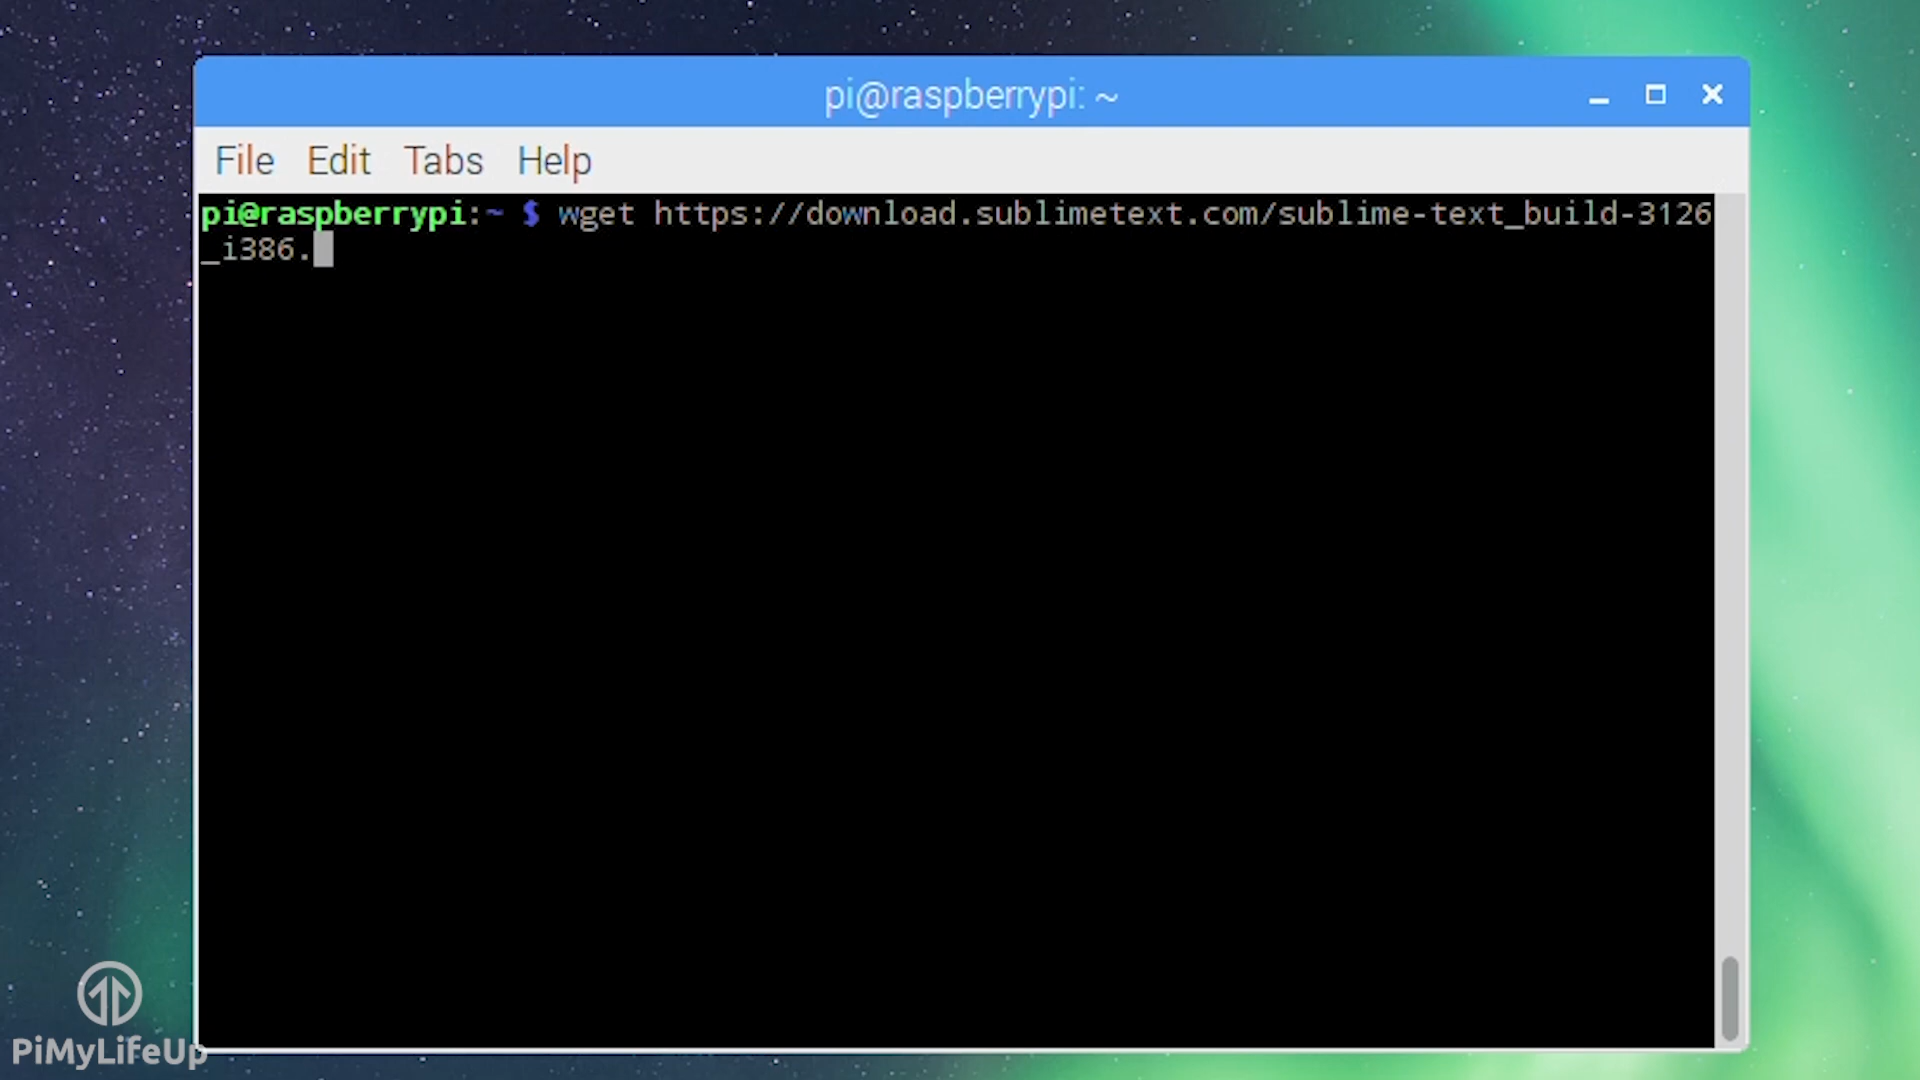 pi@raspberrypi: ~
File Edit Tabs Help
pi@raspberrypi:~ $ wget https://download.sublimetext.com/sublime-text_build-3126
_i386.
PiMyLifeUp